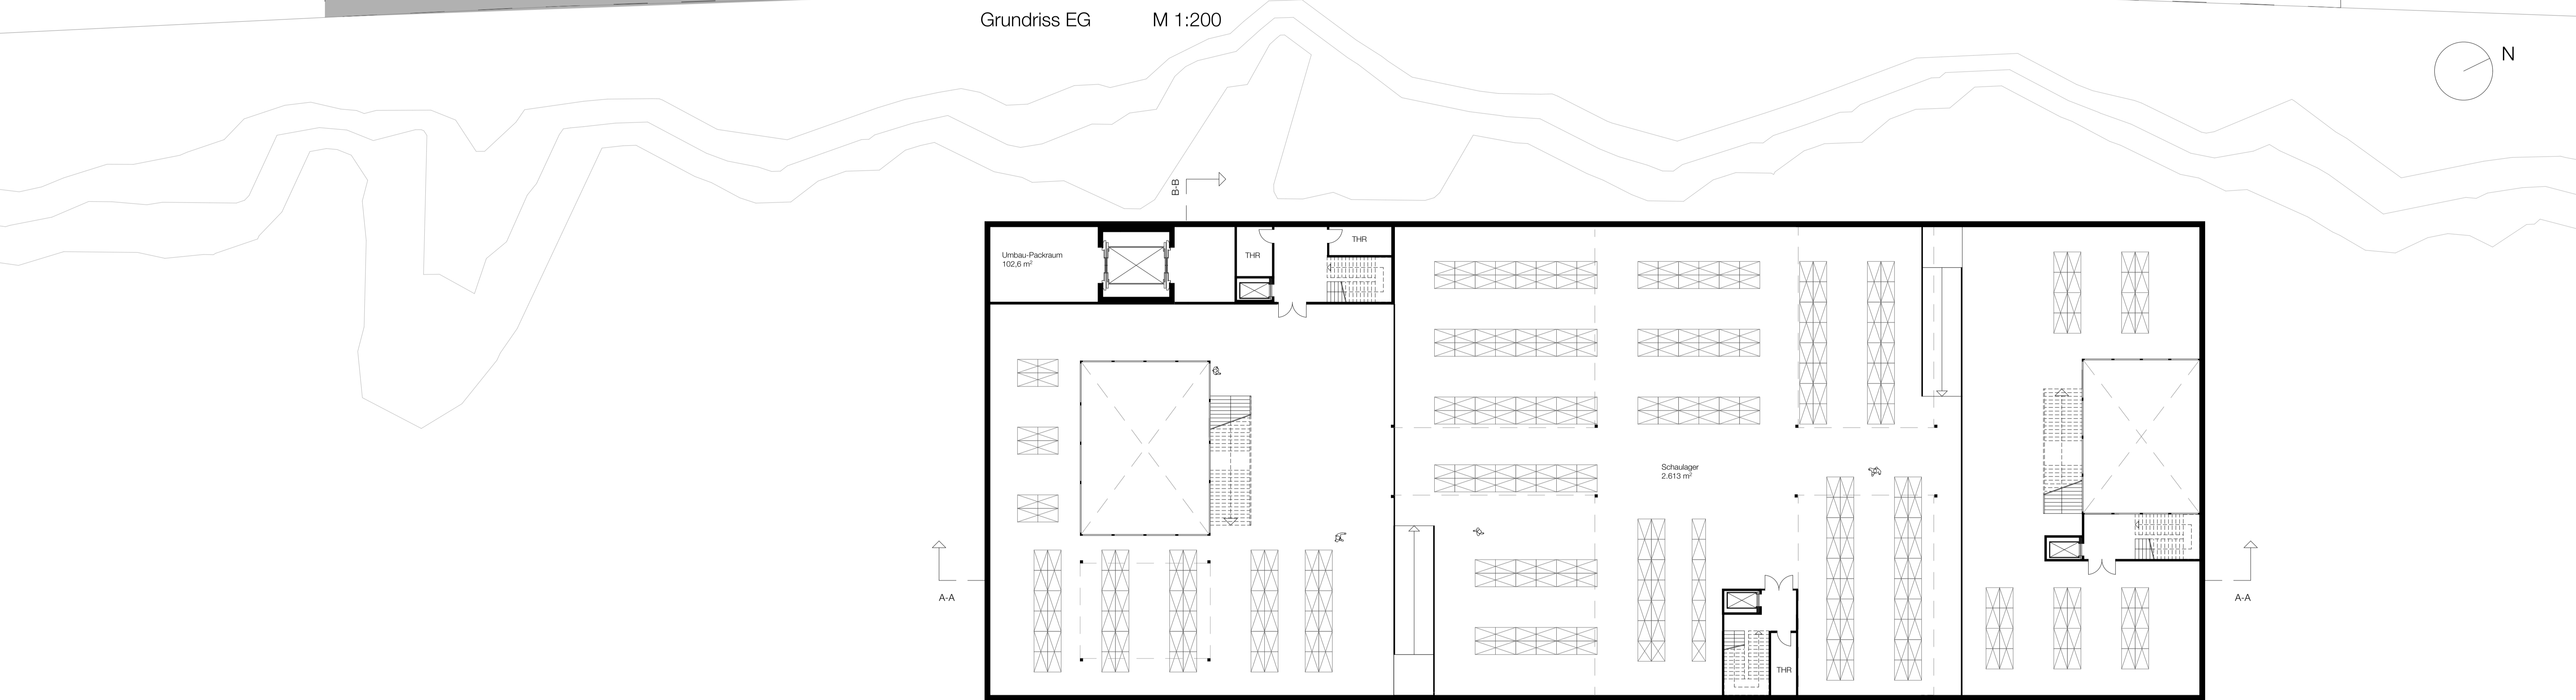 Grundriss EG M 1:200
N
B-B
THR
Umbau-Packraum
102,6 m²
THR
Schaulager
2.613 m²
A-A
A-A
THR